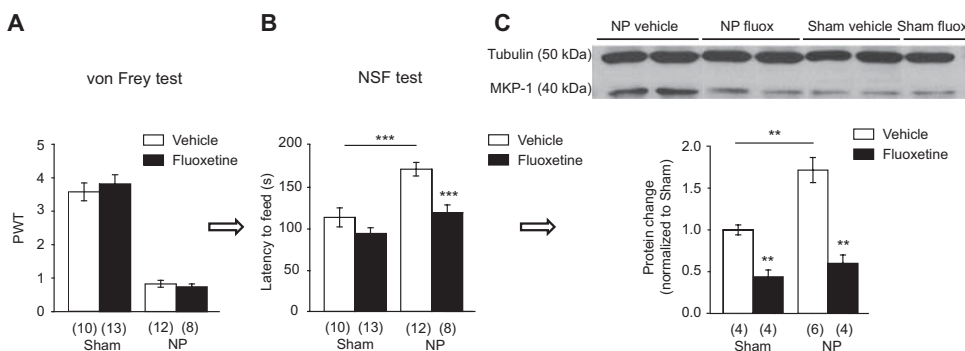 A
B
C
NP vehicle NP fluox Sham vehicle Sham fluox
Tubulin (50 kDa)
MKP-1 (40 kDa)
von Frey test
NSF test
Vehicle
Fluoxetine
PWT
5
4
3
2
1
0
(10) (13) (12) (8)
Sham NP
Vehicle
Fluoxetine
Latency to feed (s)
200
150
100
50
0
***
***
(10) (13) (12) (8)
Sham NP
Vehicle
Fluoxetine
Protein change
(normalized to Sham)
2.0
1.5
1.0
0.5
0.0
**
**
**
(4) (4) (6) (4)
Sham NP